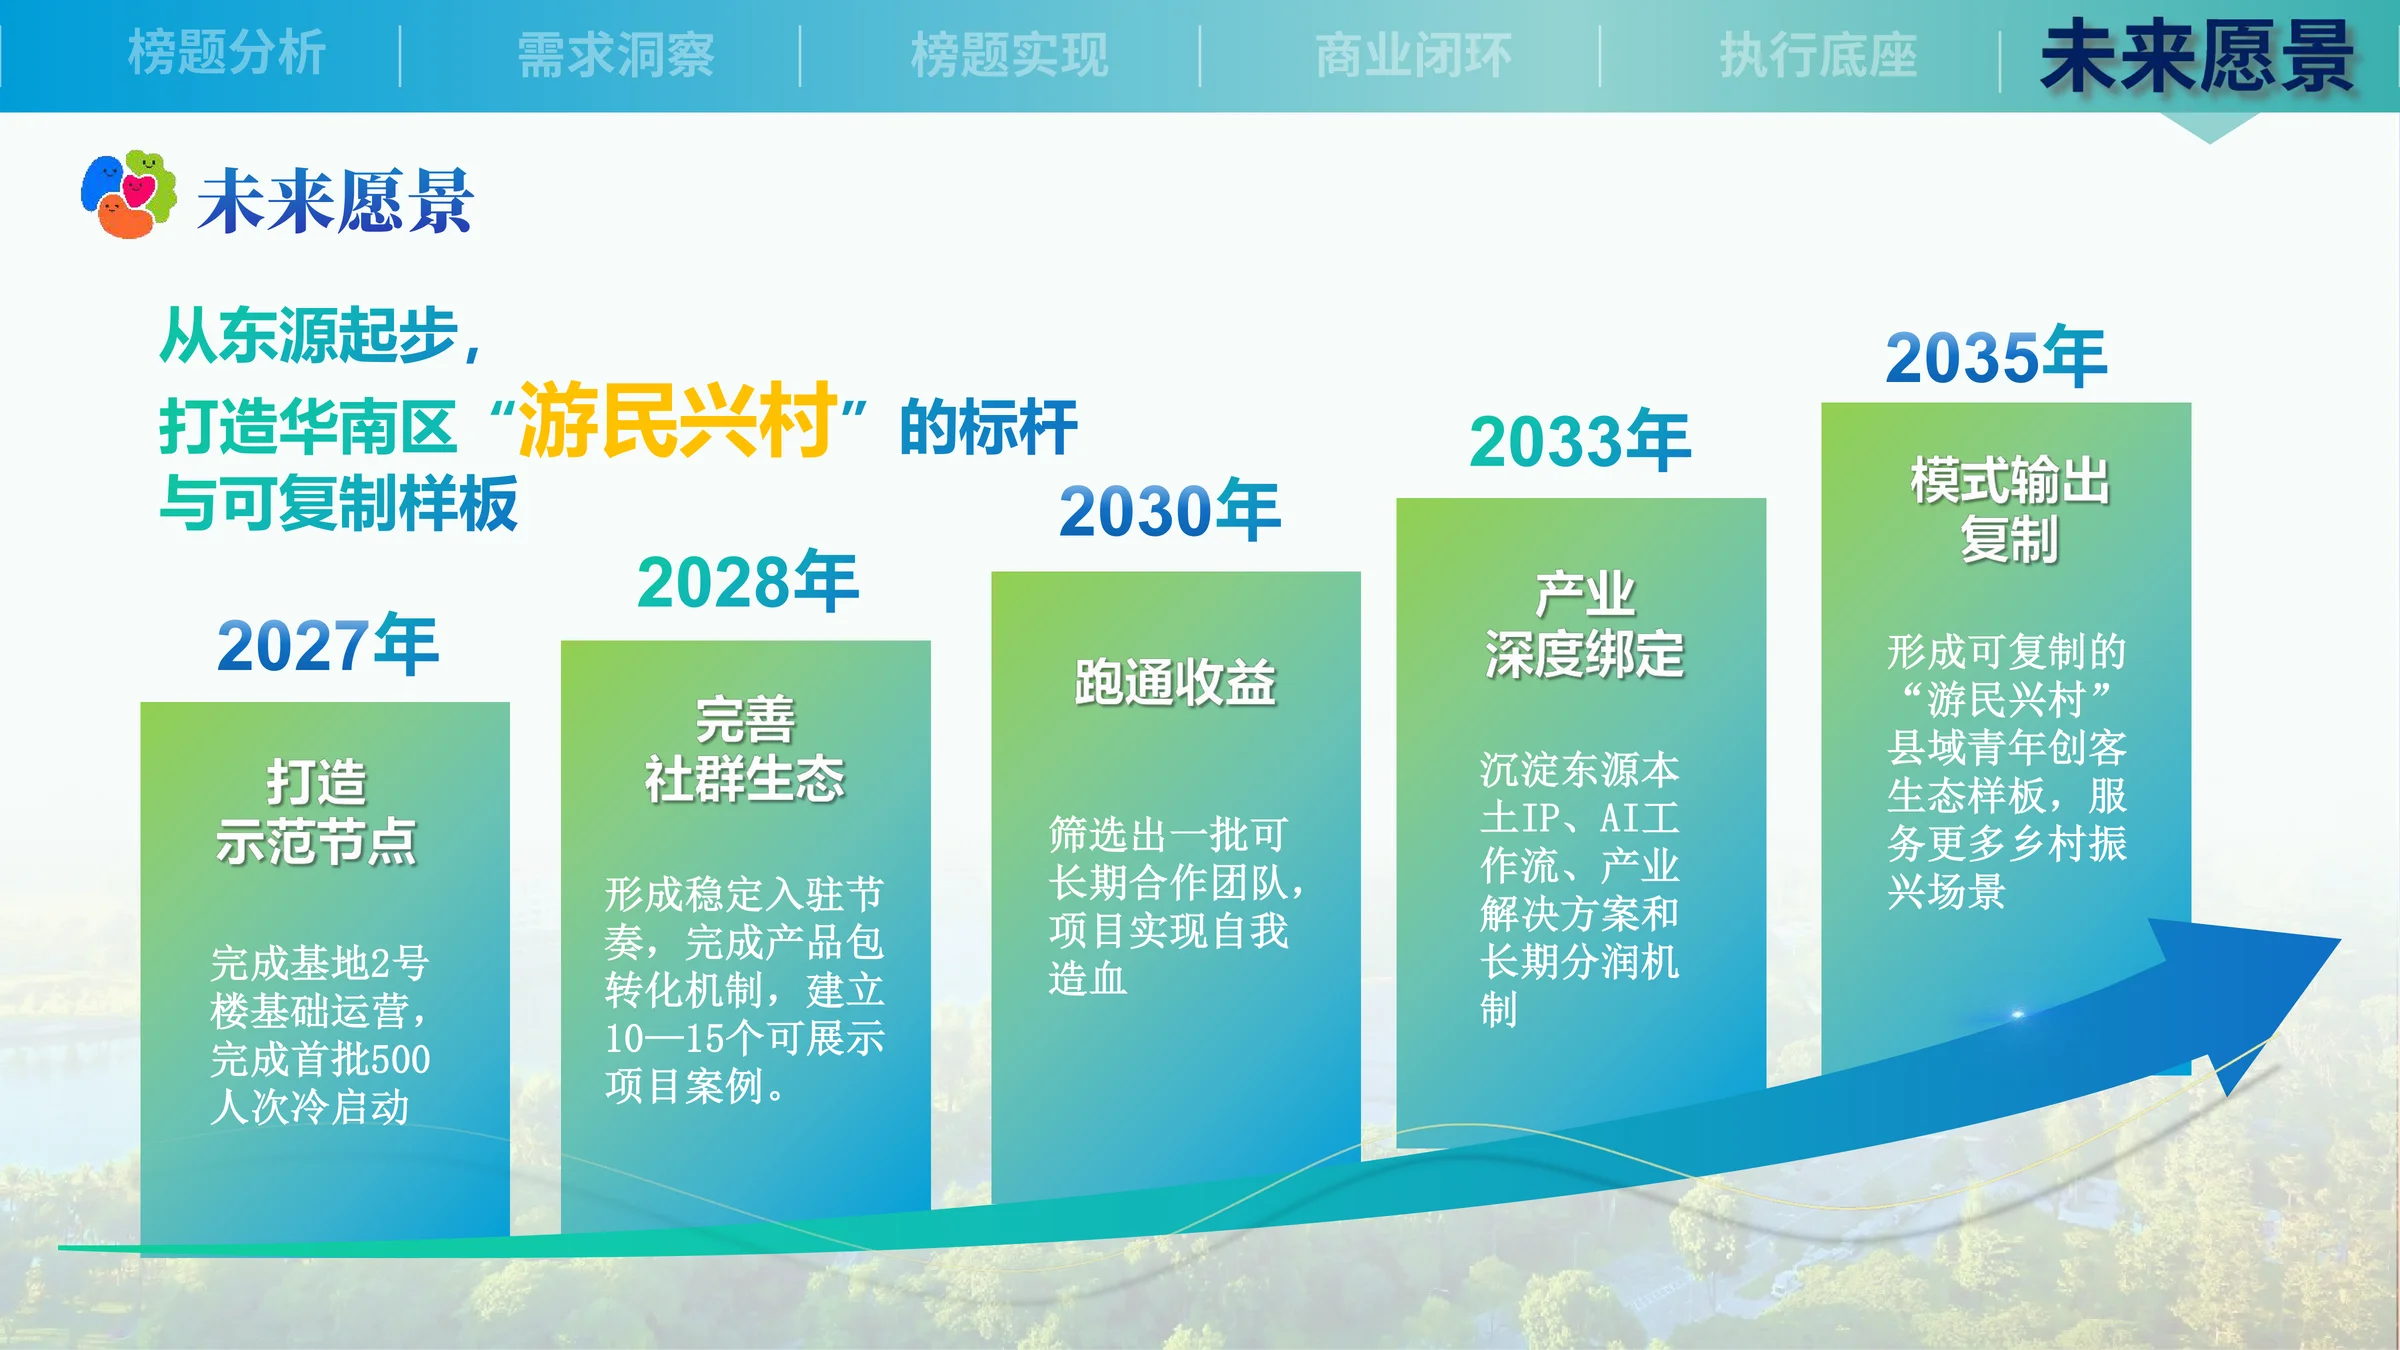 榜题分析
需求洞察
榜题实现
商业闭环
执行底座
未来愿景
未来愿景
从东源起步，
打造华南区“游民兴村”的标杆
与可复制样板
2027年
打造
示范节点
完成基地2号
楼基础运营，
完成首批500
人次冷启动
2028年
完善
社群生态
形成稳定入驻节
奏，完成产品包
转化机制，建立
10—15个可展示
项目案例。
2030年
跑通收益
筛选出一批可
长期合作团队，
项目实现自我
造血
2033年
产业
深度绑定
沉淀东源本
土IP、AI工
作流、产业
解决方案和
长期分润机
制
2035年
模式输出
复制
形成可复制的
“游民兴村”
县域青年创客
生态样板，服
务更多乡村振
兴场景